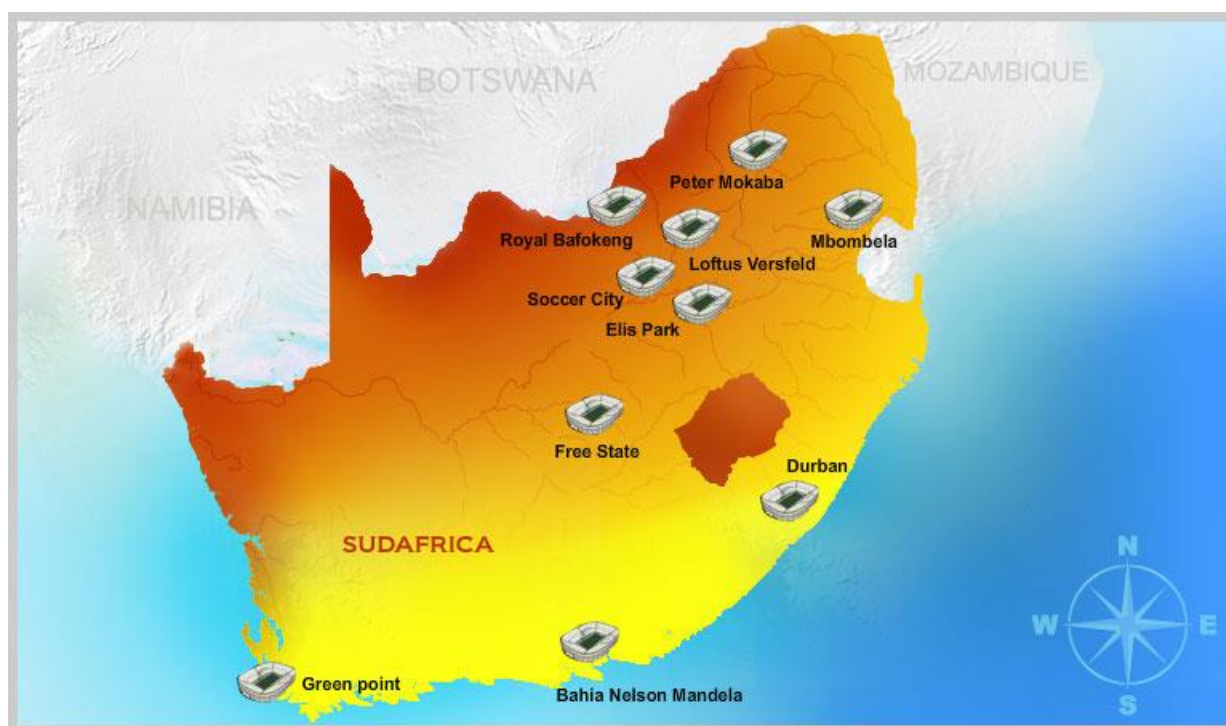 BOTSWANA
MOZAMBIQUE
Peter Mokaba
NAMIBIA
Royal Bafokeng
Mbombela
Loftus Versfeld
Soccer City
Elis Park
Free State
Durban
SUDAFRICA
N
W
E
S
Green point
Bahia Nelson Mandela